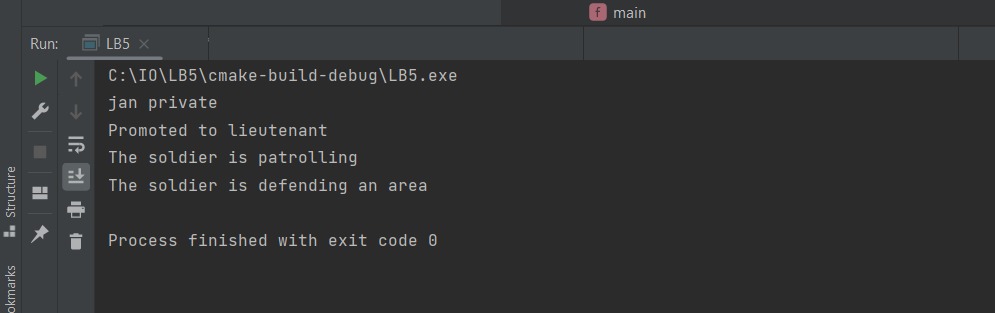 main
Run: LB5
C:\IO\LB5\cmake-build-debug\LB5.exe
jan private
Promoted to lieutenant
The soldier is patrolling
The soldier is defending an area
Process finished with exit code 0
Structure
okmarks